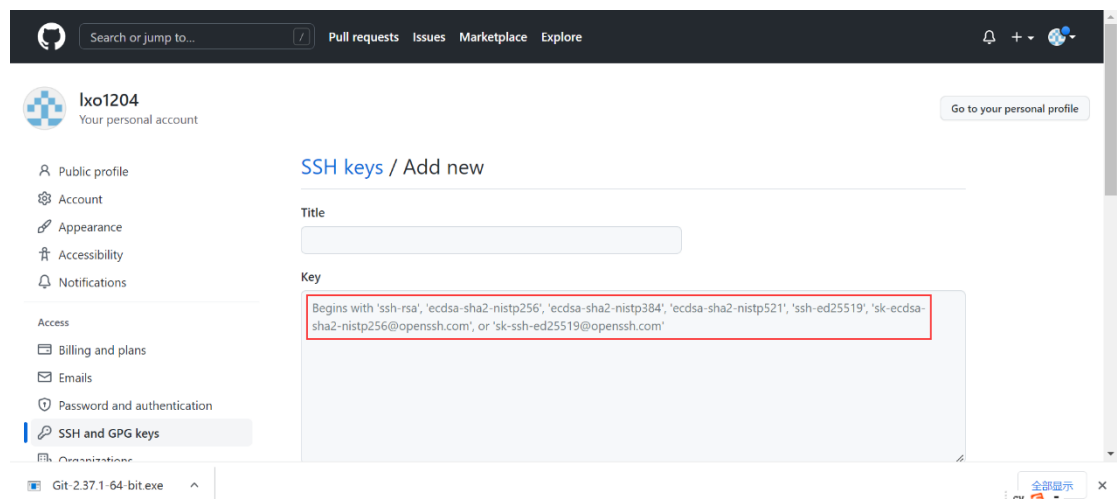 Search or jump to...
/
Pull requests Issues Marketplace Explore
lxo1204
Your personal account
Go to your personal profile
Public profile
Account
Appearance
Accessibility
Notifications
Access
Billing and plans
Emails
Password and authentication
SSH and GPG keys
Organizations
SSH keys / Add new
Title
Key
Begins with 'ssh-rsa', 'ecdsa-sha2-nistp256', 'ecdsa-sha2-nistp384', 'ecdsa-sha2-nistp521', 'ssh-ed25519', 'sk-ecdsa-
sha2-nistp256@openssh.com', or 'sk-ssh-ed25519@openssh.com'
Git-2.37.1-64-bit.exe
全部显示